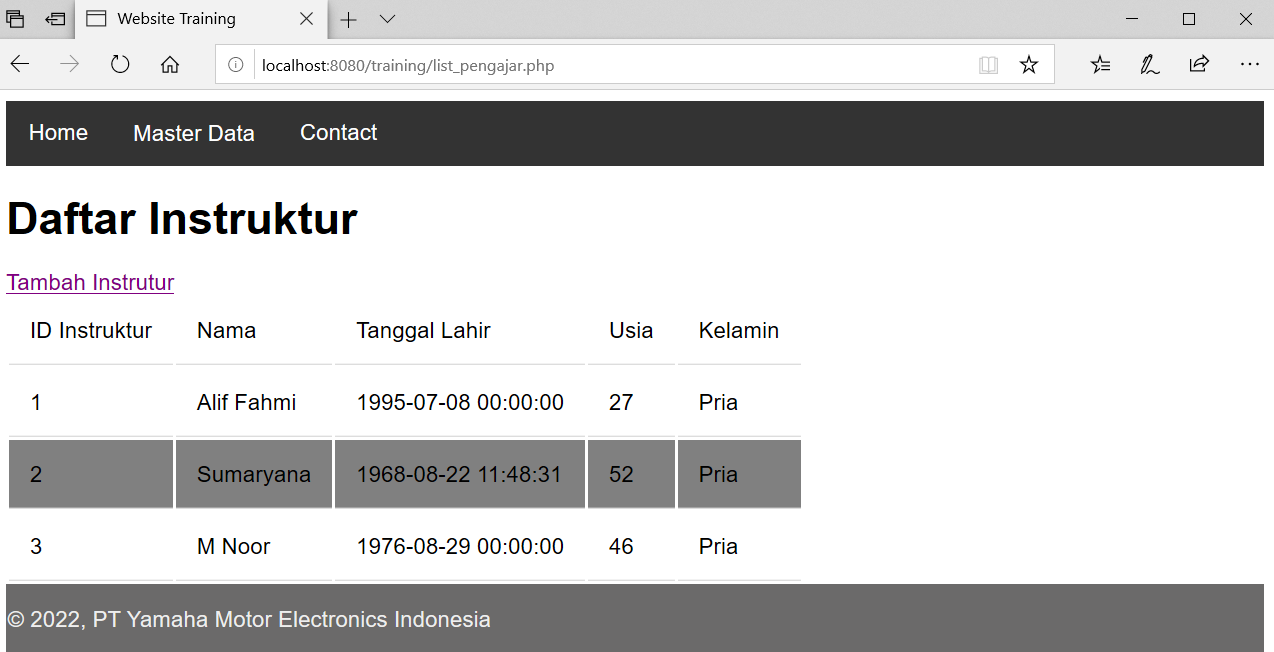 Website Training
localhost:8080/training/list_pengajar.php
Home Master Data Contact
Daftar Instruktur
Tambah Instrutur
ID Instruktur Nama Tanggal Lahir Usia Kelamin
1 Alif Fahmi 1995-07-08 00:00:00 27 Pria
2 Sumaryana 1968-08-22 11:48:31 52 Pria
3 M Noor 1976-08-29 00:00:00 46 Pria
© 2022, PT Yamaha Motor Electronics Indonesia